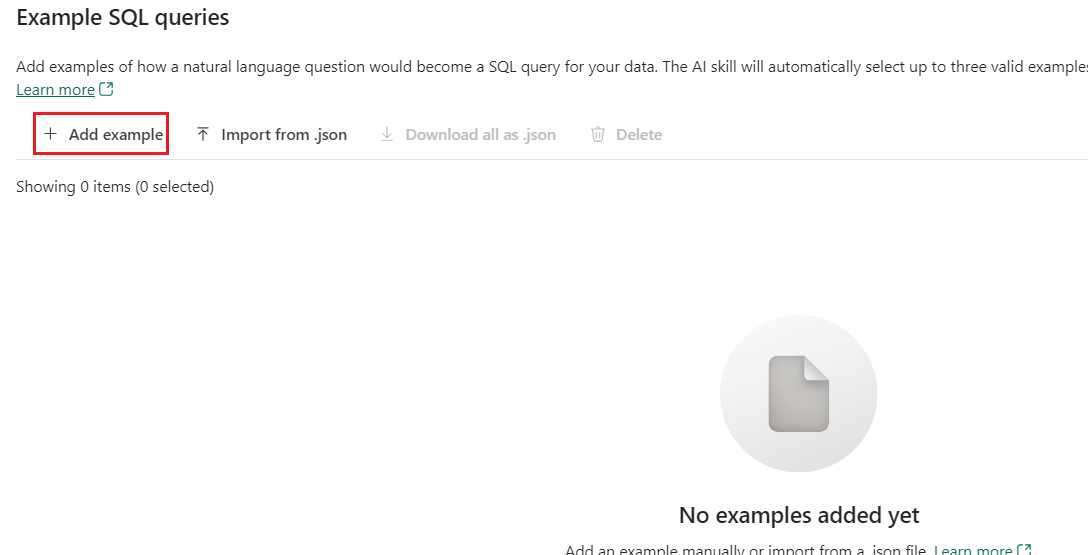 Example SQL queries
Add examples of how a natural language question would become a SQL query for your data. The AI skill will automatically select up to three valid examples
Learn more
+ Add example Import from .json Download all as .json Delete
Showing 0 items (0 selected)
No examples added yet
Add an example manually or import from a .json file. Learn more